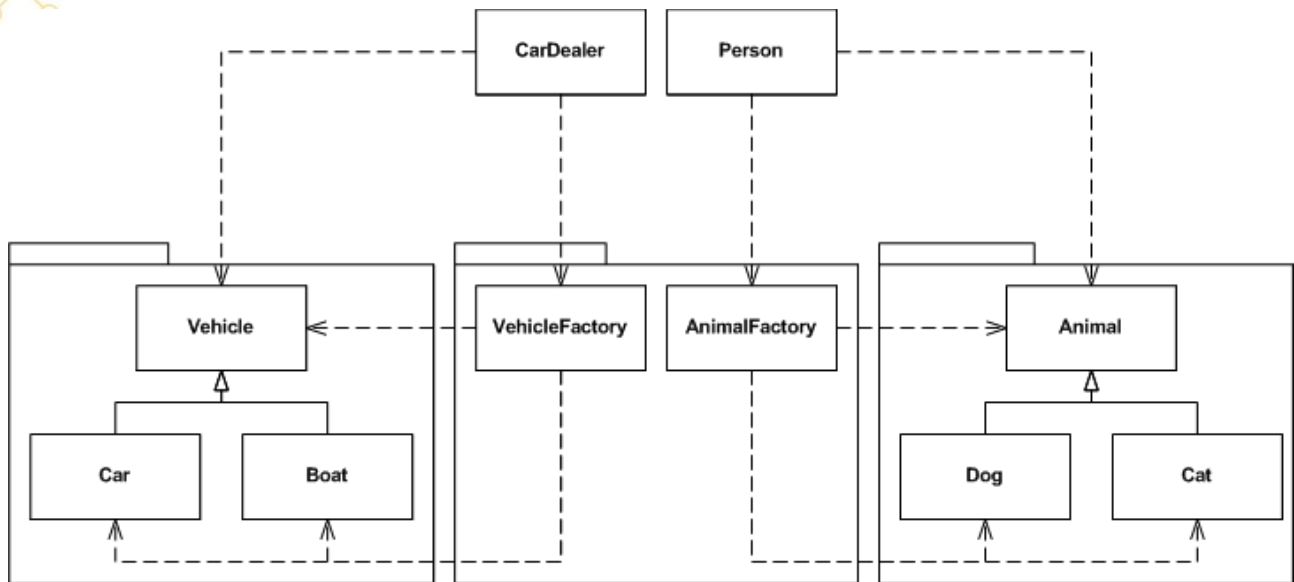 CarDealer
Person
Vehicle
VehicleFactory
AnimalFactory
Animal
Car
Boat
Dog
Cat